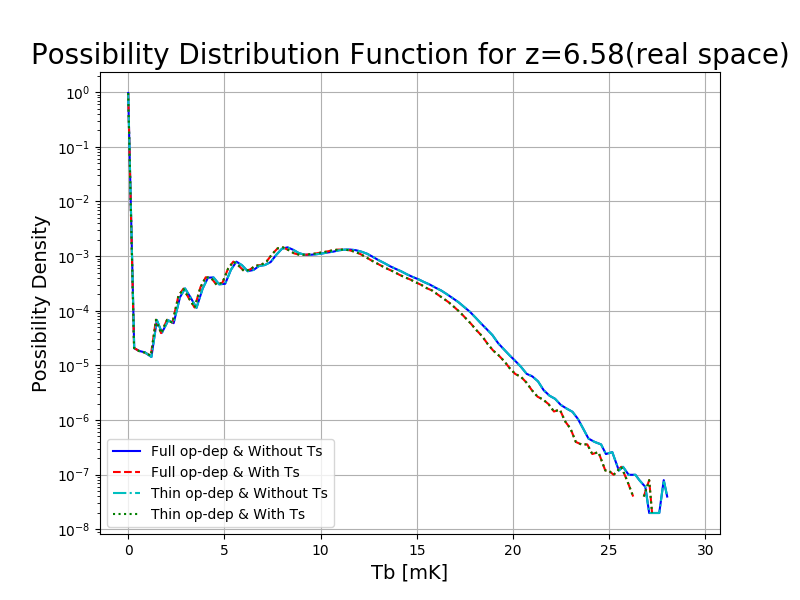 Possibility Distribution Function for z=6.58(real space)
Possibility Density
10⁰
10⁻¹
10⁻²
10⁻³
10⁻⁴
10⁻⁵
10⁻⁶
10⁻⁷
10⁻⁸
Full op-dep & Without Ts
Full op-dep & With Ts
Thin op-dep & Without Ts
Thin op-dep & With Ts
0 5 10 15 20 25 30
Tb [mK]